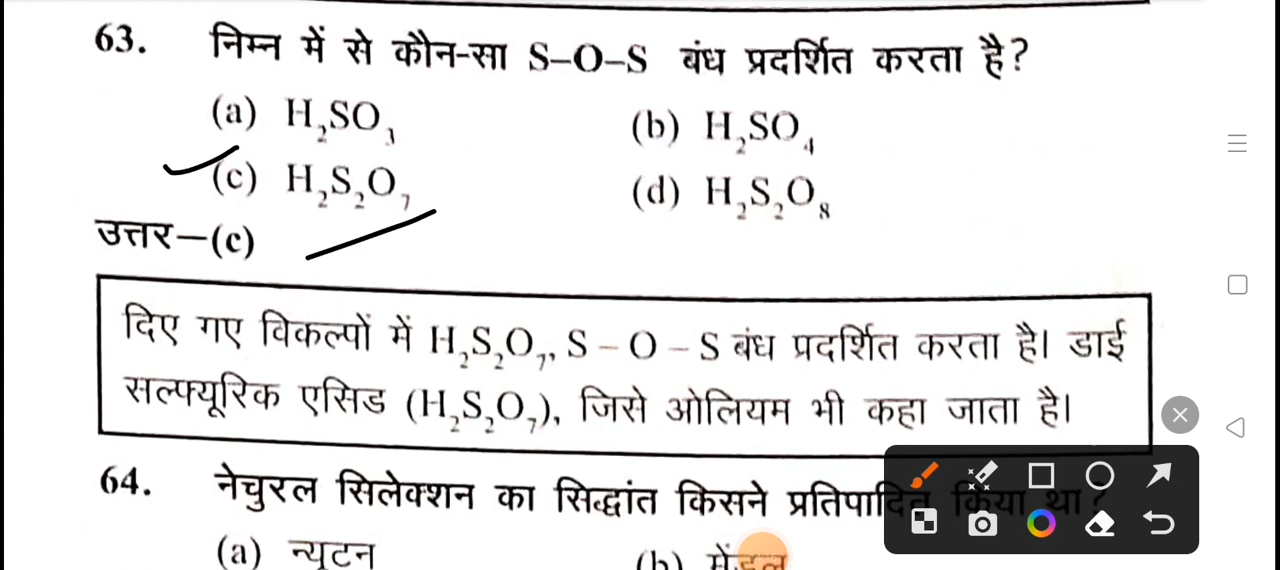 63. निम्न में से कौन-सा S–O–S बंध प्रदर्शित करता है?
(a) H₂SO₃ (b) H₂SO₄
(c) H₂S₂O₇ (d) H₂S₂O₈
उत्तर–(c)
दिए गए विकल्पों में H₂S₂O₇, S – O – S बंध प्रदर्शित करता है। डाई
सल्फ्यूरिक एसिड (H₂S₂O₇), जिसे ओलियम भी कहा जाता है।
64. नेचुरल सिलेक्शन का सिद्धांत किसने प्रतिपादित किया था?
(a) न्यूटन (b) मेंडल